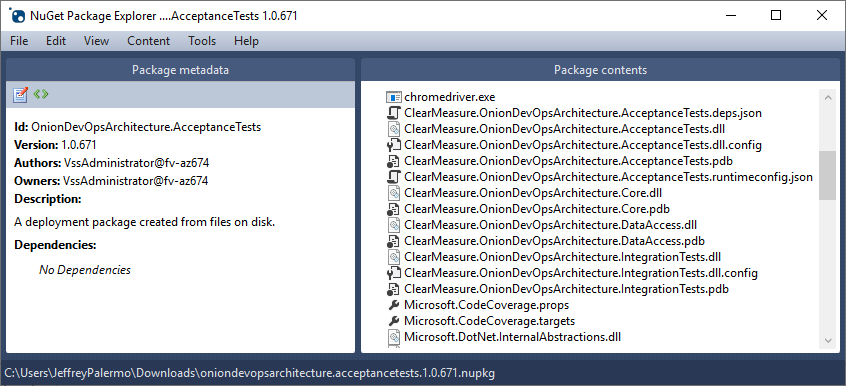 NuGet Package Explorer ....AcceptanceTests 1.0.671
File Edit View Content Tools Help
Package metadata
Id: OnionDevOpsArchitecture.AcceptanceTests
Version: 1.0.671
Authors: VssAdministrator@fv-az674
Owners: VssAdministrator@fv-az674
Description:
A deployment package created from files on disk.
Dependencies:
No Dependencies
Package contents
chromedriver.exe
ClearMeasure.OnionDevOpsArchitecture.AcceptanceTests.deps.json
ClearMeasure.OnionDevOpsArchitecture.AcceptanceTests.dll
ClearMeasure.OnionDevOpsArchitecture.AcceptanceTests.dll.config
ClearMeasure.OnionDevOpsArchitecture.AcceptanceTests.pdb
ClearMeasure.OnionDevOpsArchitecture.AcceptanceTests.runtimeconfig.json
ClearMeasure.OnionDevOpsArchitecture.Core.dll
ClearMeasure.OnionDevOpsArchitecture.Core.pdb
ClearMeasure.OnionDevOpsArchitecture.DataAccess.dll
ClearMeasure.OnionDevOpsArchitecture.DataAccess.pdb
ClearMeasure.OnionDevOpsArchitecture.IntegrationTests.dll
ClearMeasure.OnionDevOpsArchitecture.IntegrationTests.dll.config
ClearMeasure.OnionDevOpsArchitecture.IntegrationTests.pdb
Microsoft.CodeCoverage.props
Microsoft.CodeCoverage.targets
Microsoft.DotNet.InternalAbstractions.dll
C:\Users\JeffreyPalermo\Downloads\oniondevopsarchitecture.acceptancetests.1.0.671.nupkg